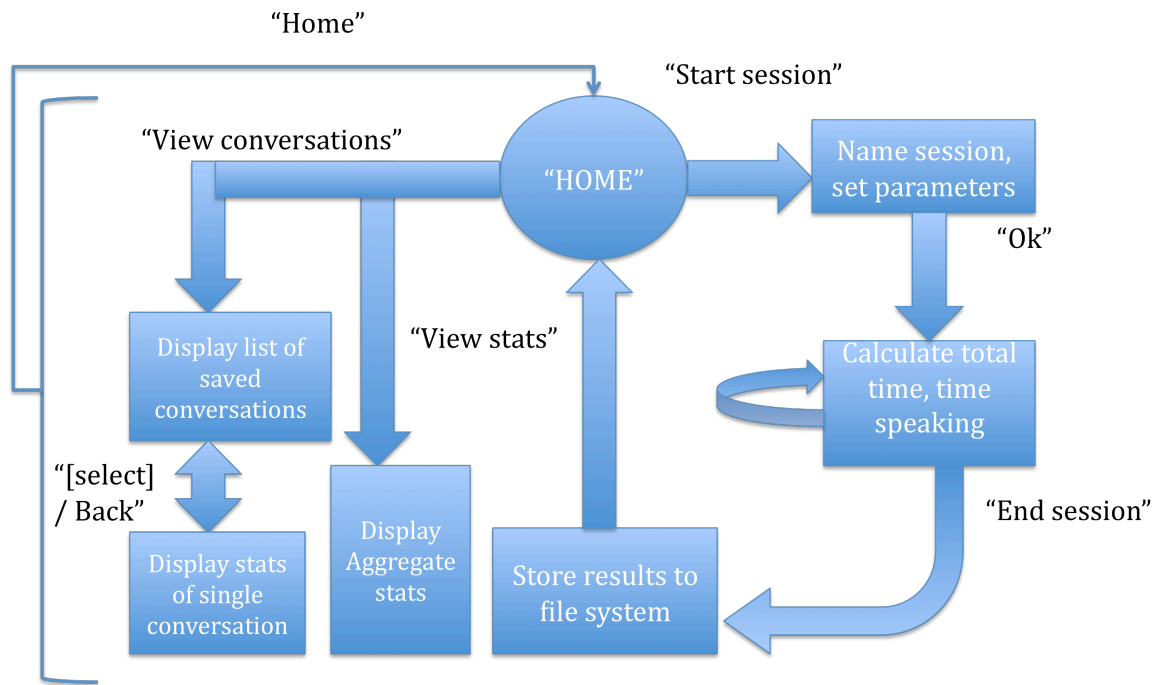 “Home”
“Start session”
“View conversations”
“HOME”
Name session,
set parameters
“Ok”
Display list of
saved
conversations
“View stats”
Calculate total
time, time
speaking
“[select]
/ Back”
“End session”
Display stats
of single
conversation
Display
Aggregate
stats
Store results to
file system